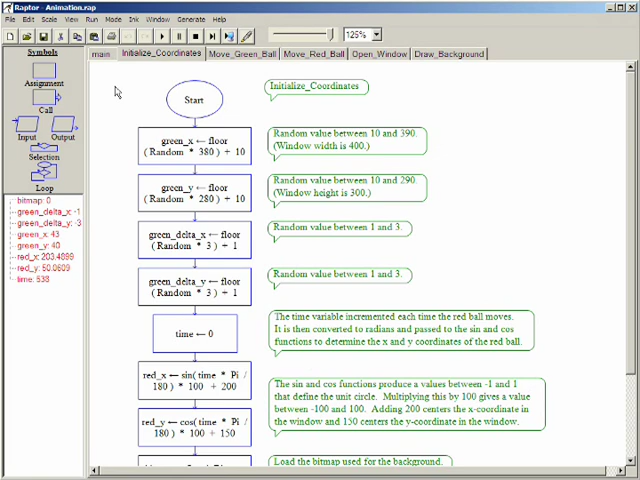 Raptor - Animation.rap
File Edit Scale View Run Mode Ink Window Generate Help
125%
Symbols
Assignment
Call
Input Output
Selection
Loop
main Initialize_Coordinates Move_Green_Ball Move_Red_Ball Open_Window Draw_Background
bitmap: 0
green_delta_x: -1
green_delta_y: -3
green_x: 43
green_y: 40
red_x: 203.4899
red_y: 50.0609
time: 538
Start
Initialize_Coordinates
green_x ← floor
( Random * 380 ) + 10
Random value between 10 and 390.
(Window width is 400.)
green_y ← floor
( Random * 280 ) + 10
Random value between 10 and 290.
(Window height is 300.)
green_delta_x ← floor
( Random * 3 ) + 1
Random value between 1 and 3.
green_delta_y ← floor
( Random * 3 ) + 1
Random value between 1 and 3.
time ← 0
The time variable incremented each time the red ball moves.
It is then converted to radians and passed to the sin and cos
functions to determine the x and y coordinates of the red ball.
red_x ← sin( time * Pi /
180 ) * 100 + 200
The sin and cos functions produce a values between -1 and 1
that define the unit circle. Multiplying this by 100 gives a value
between -100 and 100. Adding 200 centers the x-coordinate in
the window and 150 centers the y-coordinate in the window.
red_y ← cos( time * Pi /
180 ) * 100 + 150
Load the bitmap used for the background.